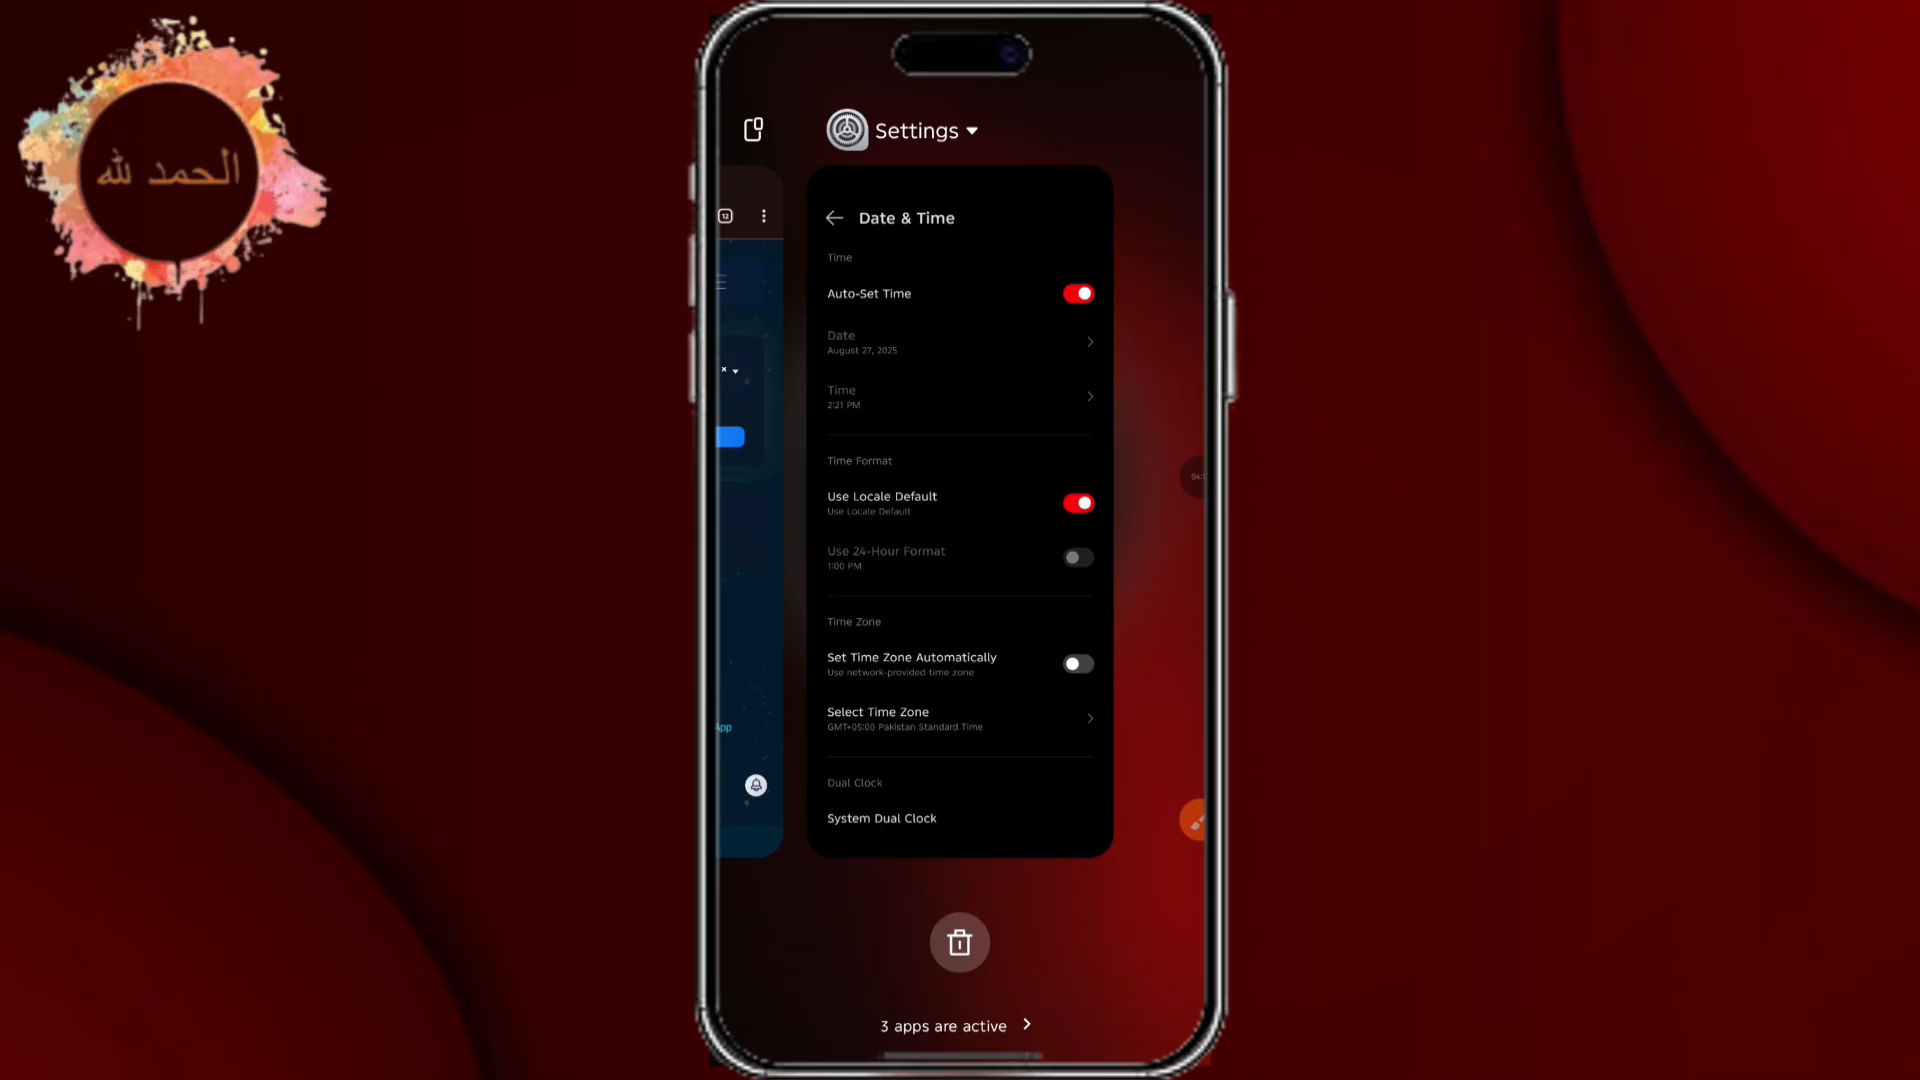 الحمد لله
Settings
12
Date & Time
Time
Auto-Set Time
Date
August 27, 2025
Time
2:21 PM
Time Format
Use Locale Default
Use Locale Default
Use 24-Hour Format
1:00 PM
Time Zone
Set Time Zone Automatically
Use network-provided time zone
Select Time Zone
GMT+05:00 Pakistan Standard Time
App
Dual Clock
System Dual Clock
3 apps are active